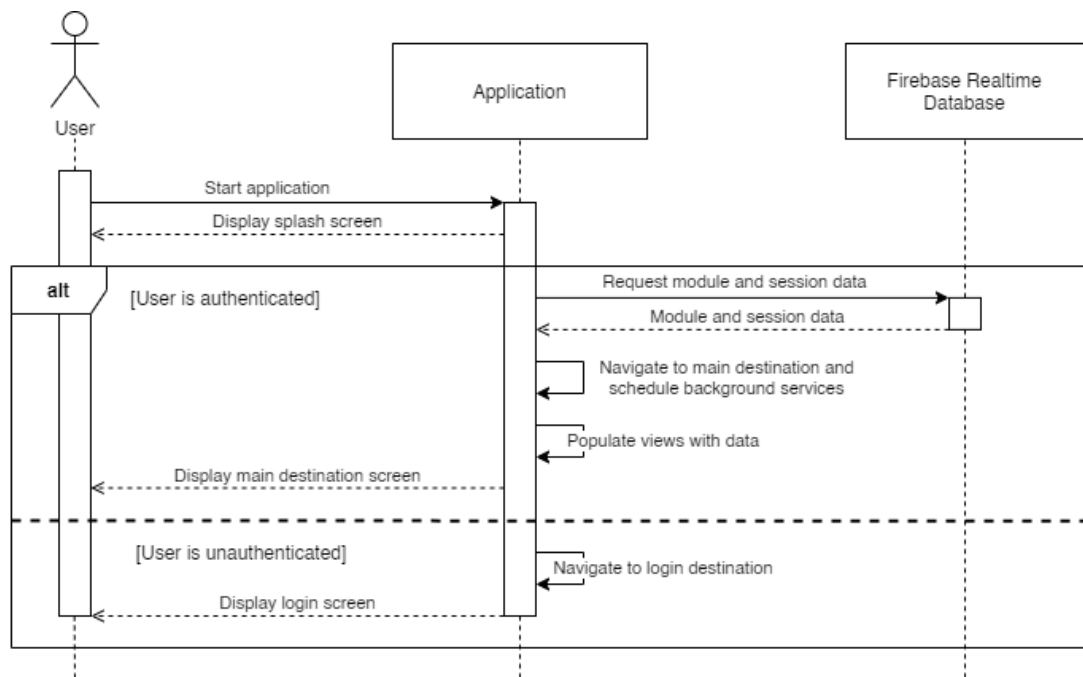 User
Application
Firebase Realtime
Database
Start application
Display splash screen
alt
[User is authenticated]
Request module and session data
Module and session data
Navigate to main destination and
schedule background services
Populate views with data
Display main destination screen
[User is unauthenticated]
Navigate to login destination
Display login screen